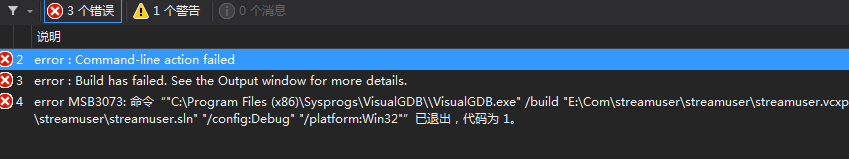 3 个错误 1 个警告 0 个消息
说明
2 error : Command-line action failed
3 error : Build has failed. See the Output window for more details.
4 error MSB3073: 命令“"C:\Program Files (x86)\Sysprogs\VisualGDB\\VisualGDB.exe" /build "E:\Com\streamuser\streamuser\streamuser.vcxp
\streamuser\streamuser.sln" "/config:Debug" "/platform:Win32"”已退出，代码为 1。